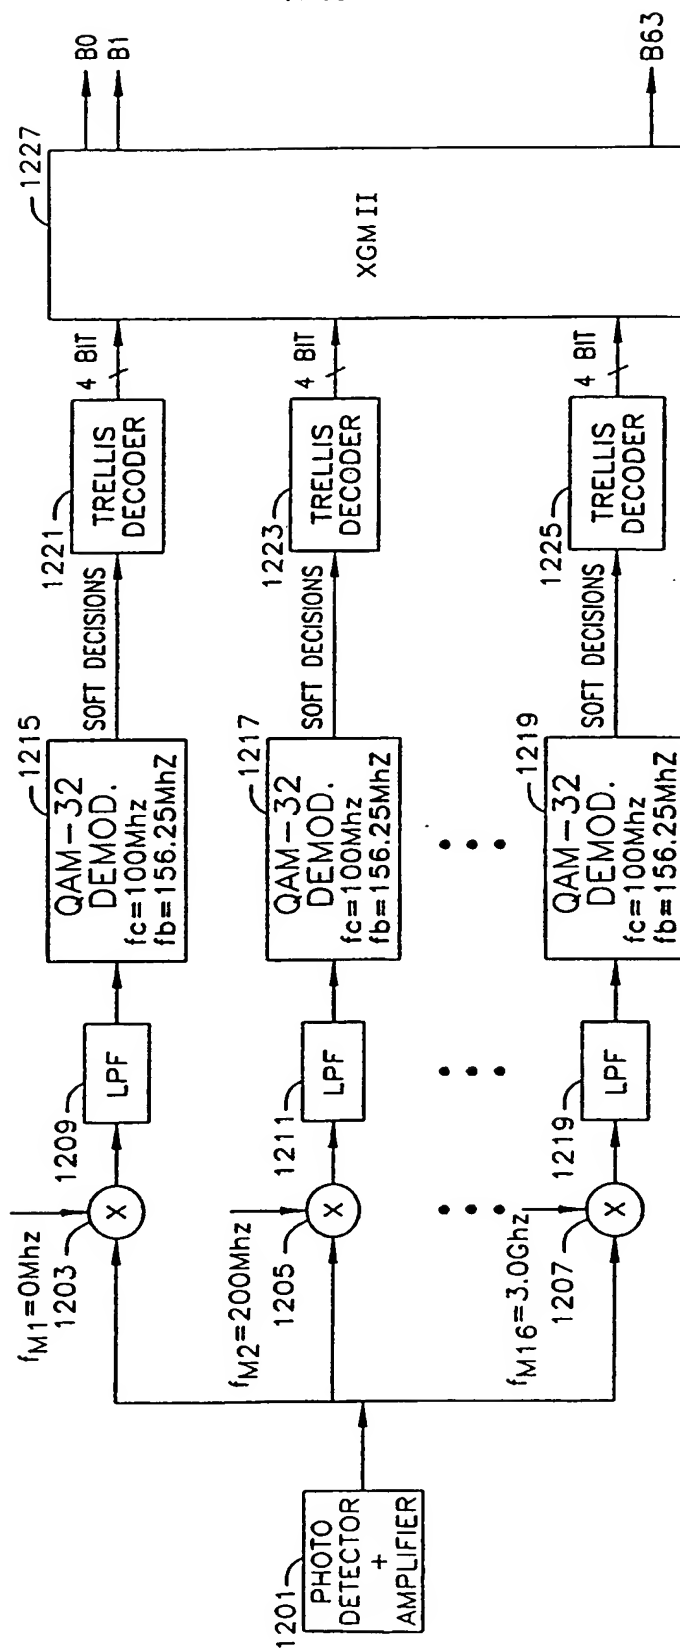 1201
PHOTO
DETECTOR
+
AMPLIFIER
fM1=0Mhz
1203
X
1209
LPF
1215
QAM-32
DEMOD.
fc=100Mhz
fb=156.25MhZ
SOFT DECISIONS
1221
TRELLIS
DECODER
4 BIT
fM2=200Mhz
1205
X
1211
LPF
1217
QAM-32
DEMOD.
fc=100Mhz
fb=156.25MhZ
SOFT DECISIONS
1223
TRELLIS
DECODER
4 BIT
fM16=3.0Ghz
1207
X
1219
LPF
1219
QAM-32
DEMOD.
fc=100Mhz
fb=156.25MhZ
SOFT DECISIONS
1225
TRELLIS
DECODER
4 BIT
1227
XGM II
B0
B1
B63